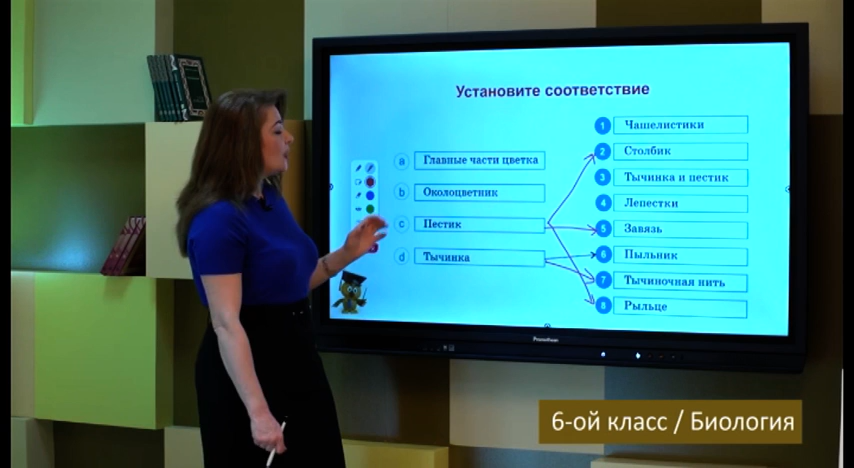 Установите соответствие
a Главные части цветка
b Околоцветник
c Пестик
d Тычинка
1 Чашелистики
2 Столбик
3 Тычинка и пестик
4 Лепестки
5 Завязь
6 Пыльник
7 Тычиночная нить
8 Рыльце
Promethean
6-ой класс / Биология